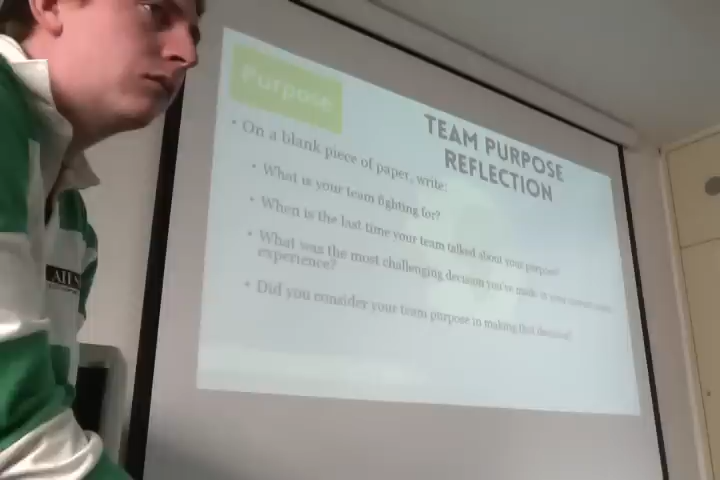 Purpose
TEAM PURPOSE
REFLECTION
• On a blank piece of paper, write:
• What is your team fighting for?
• When is the last time your team talked about your purpose?
• What was the most challenging decision you've made in your
experience?
• Did you consider your team purpose in making that decision?